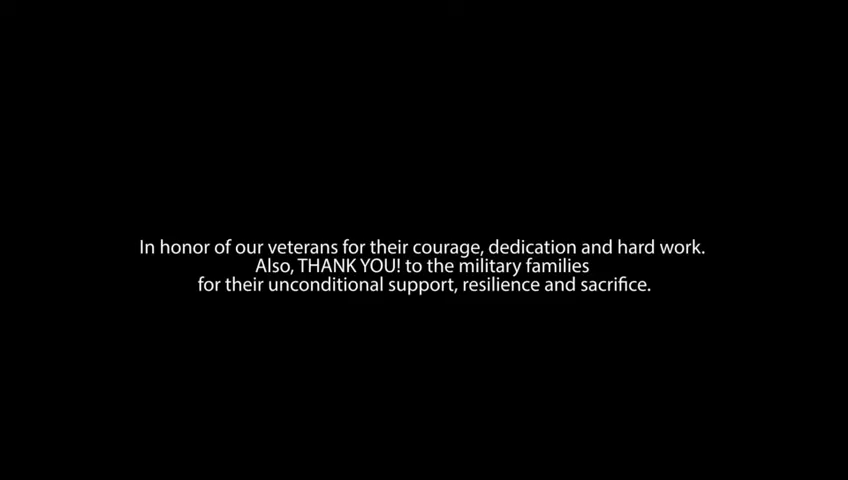 In honor of our veterans for their courage, dedication and hard work.
Also, THANK YOU! to the military families
for their unconditional support, resilience and sacrifice.